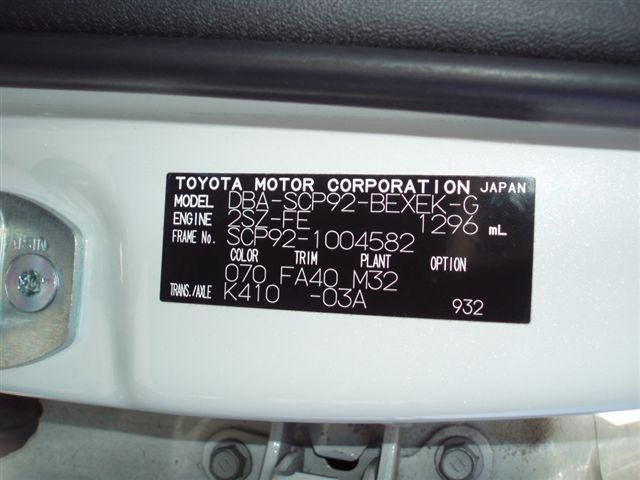 TOYOTA MOTOR CORPORATION JAPAN
MODEL DBA-SCP92-BEXEK-G
ENGINE 2SZ-FE 1296 mL
FRAME No. SCP92-1004582
COLOR TRIM PLANT OPTION
070 FA40 M32
TRANS./AXLE K410 -03A
932